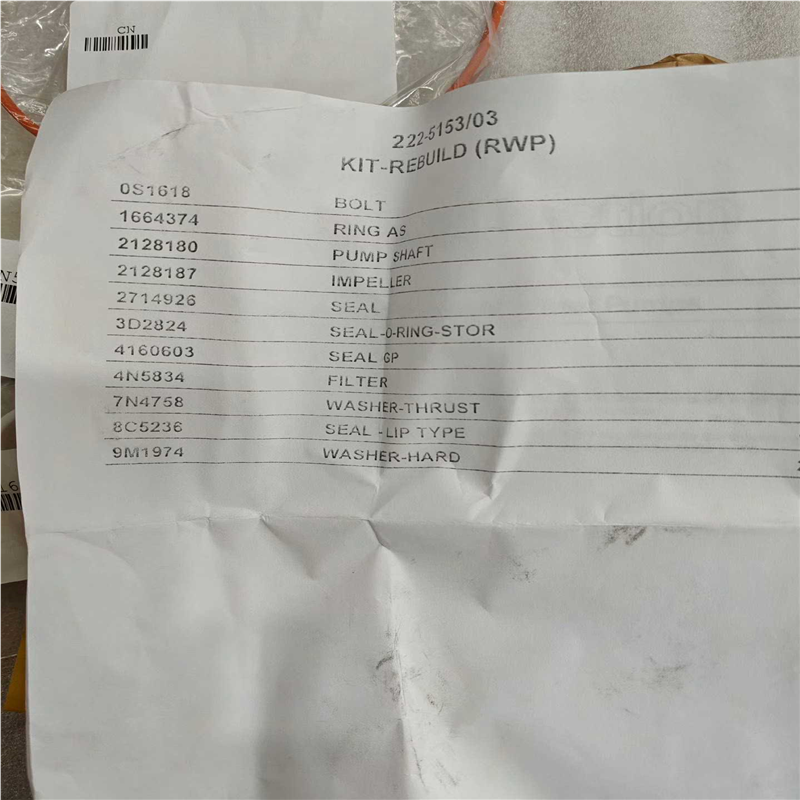 CN
222-5153/03
KIT-REBUILD (RWP)
0S1618 BOLT
1664374 RING AS
2128180 PUMP SHAFT
2128187 IMPELLER
2714926 SEAL
3D2824 SEAL-O-RING-STOR
4160603 SEAL GP
4N5834 FILTER
7N4758 WASHER-THRUST
8C5236 SEAL -LIP TYPE
9M1974 WASHER-HARD